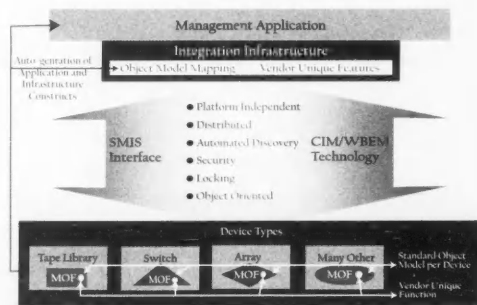 Management Application
Integration Infrastructure
Object Model Mapping Vendor Unique Features
Auto-gentation of
Application and
Infrastructure
Constructs
SMIS
Interface
● Platform Independent
● Distributed
● Automated Discovery
● Security
● Locking
● Object Oriented
CIM/WBEM
Technology
Device Types
Tape Library
Switch
Array
Many Other
MOF
MOF
MOF
MOF
Standard Object
Model per Device
Vendor Unique
Function